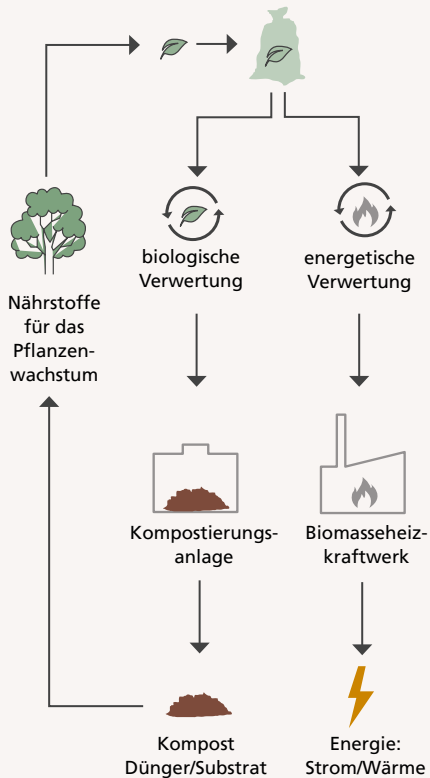 biologische
Verwertung
energetische
Verwertung
Nährstoffe
für das
Pflanzen-
wachstum
Kompostierungs-
anlage
Biomasseheiz-
kraftwerk
Kompost
Dünger/Substrat
Energie:
Strom/Wärme